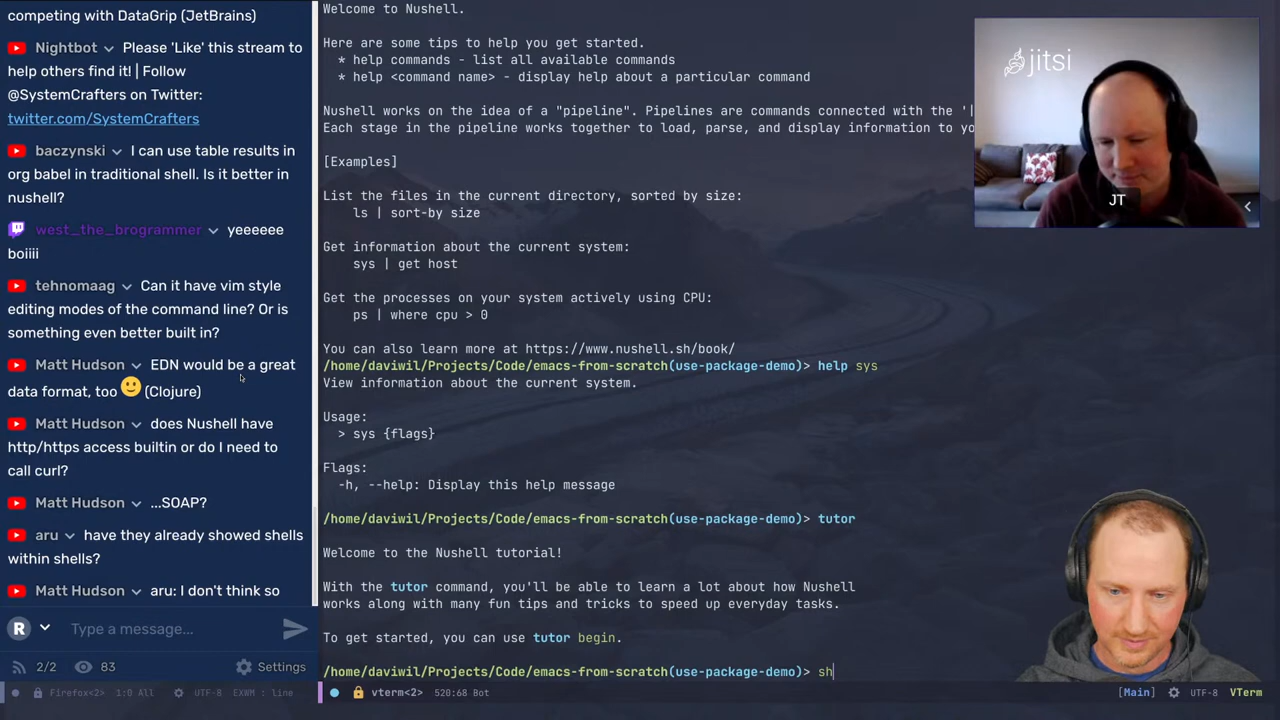 competing with DataGrip (JetBrains)
Nightbot Please 'Like' this stream to
help others find it! | Follow
@SystemCrafters on Twitter:
twitter.com/SystemCrafters
baczynski I can use table results in
org babel in traditional shell. Is it better in
nushell?
west_the_brogrammer yeeeeee
boiiii
tehnomaag Can it have vim style
editing modes of the command line? Or is
something even better built in?
Matt Hudson EDN would be a great
data format, too 🙂 (Clojure)
Matt Hudson does Nushell have
http/https access builtin or do I need to
call curl?
Matt Hudson ...SOAP?
aru have they already showed shells
within shells?
Matt Hudson aru: I don't think so
R Type a message...
2/2 83 Settings
Firefox<2> 1:0 All UTF-8 EXWM : line
Welcome to Nushell.
Here are some tips to help you get started.
* help commands - list all available commands
* help <command name> - display help about a particular command
Nushell works on the idea of a "pipeline". Pipelines are commands connected with the '|
Each stage in the pipeline works together to load, parse, and display information to yo
[Examples]
List the files in the current directory, sorted by size:
ls | sort-by size
Get information about the current system:
sys | get host
Get the processes on your system actively using CPU:
ps | where cpu > 0
You can also learn more at https://www.nushell.sh/book/
/home/daviwil/Projects/Code/emacs-from-scratch(use-package-demo)> help sys
View information about the current system.
Usage:
> sys {flags}
Flags:
-h, --help: Display this help message
/home/daviwil/Projects/Code/emacs-from-scratch(use-package-demo)> tutor
Welcome to the Nushell tutorial!
With the tutor command, you'll be able to learn a lot about how Nushell
works along with many fun tips and tricks to speed up everyday tasks.
To get started, you can use tutor begin.
/home/daviwil/Projects/Code/emacs-from-scratch(use-package-demo)> sh
vterm<2> 520:68 Bot [Main] UTF-8 VTerm
jitsi
JT